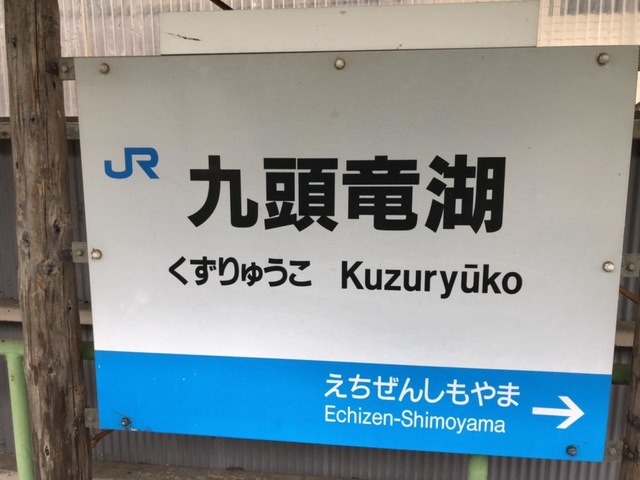 JR
九頭竜湖
くずりゅうこ Kuzuryūko
えちぜんしもやま
Echizen-Shimoyama